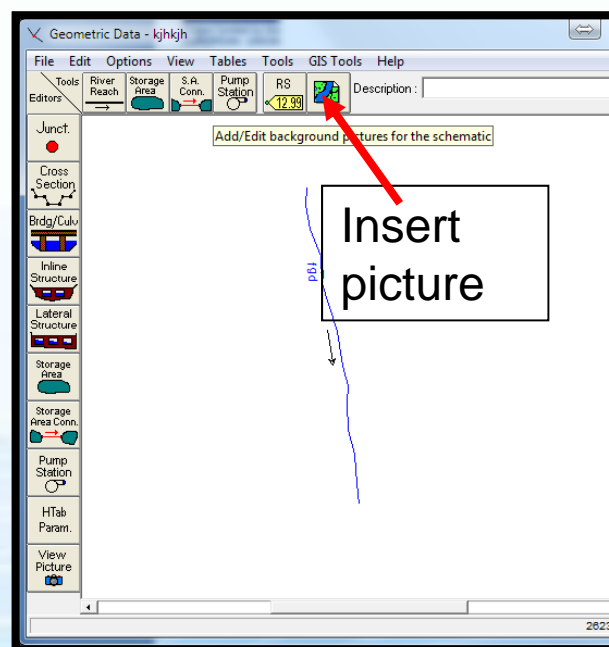 Geometric Data - kjhkjh
File Edit Options View Tables Tools GIS Tools Help
Tools
Editors
River
Reach
Storage
Area
S.A.
Conn.
Pump
Station
RS
12.99
Description :
Add/Edit background pictures for the schematic
Junct.
Cross
Section
Brdg/Culv
Inline
Structure
Lateral
Structure
Storage
Area
Storage
Area Conn.
Pump
Station
HTab
Param.
View
Picture
Insert
picture
2623